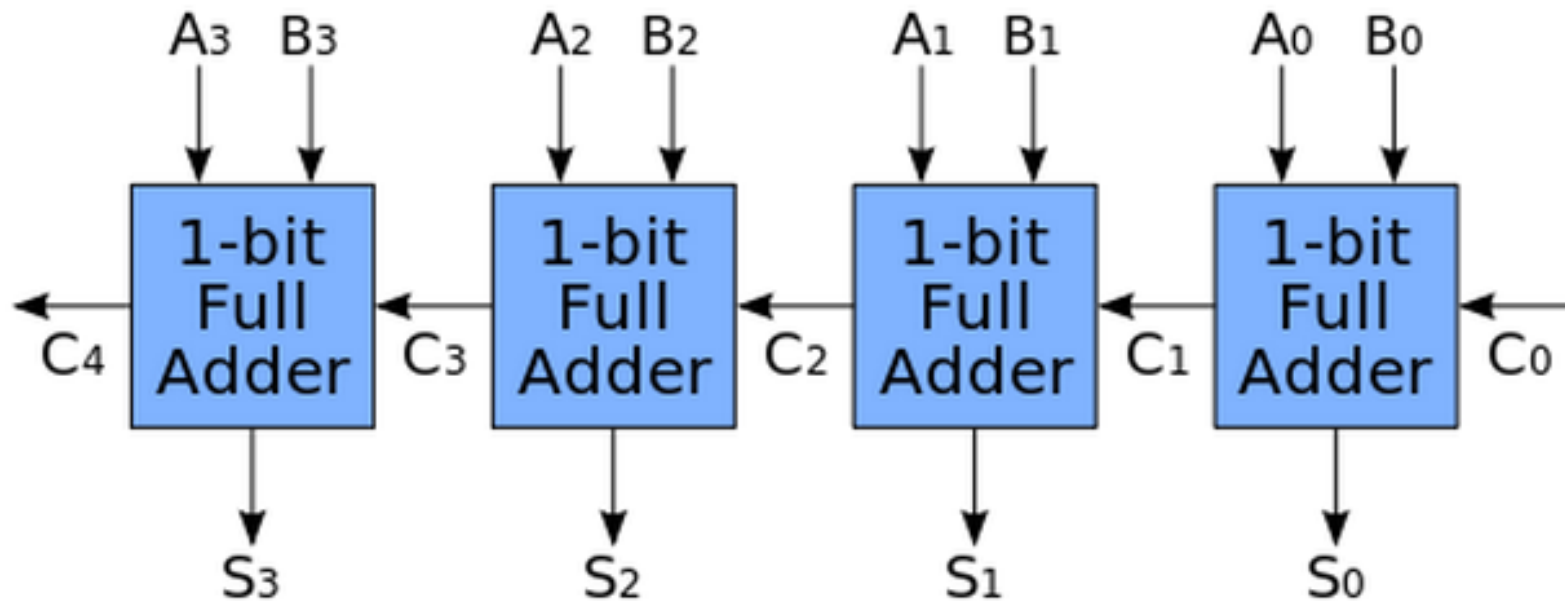 A3 B3 A2 B2 A1 B1 A0 B0
1-bit 1-bit 1-bit 1-bit
Full Full Full Full
Adder Adder Adder Adder
C4 C3 C2 C1 C0
S3 S2 S1 S0